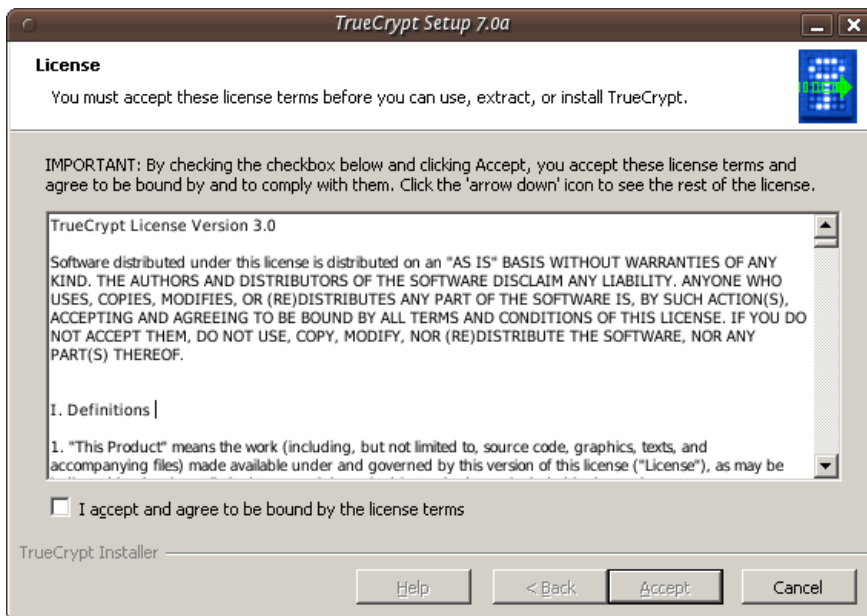 TrueCrypt Setup 7.0a
License
You must accept these license terms before you can use, extract, or install TrueCrypt.
IMPORTANT: By checking the checkbox below and clicking Accept, you accept these license terms and
agree to be bound by and to comply with them. Click the 'arrow down' icon to see the rest of the license.
TrueCrypt License Version 3.0
Software distributed under this license is distributed on an "AS IS" BASIS WITHOUT WARRANTIES OF ANY
KIND. THE AUTHORS AND DISTRIBUTORS OF THE SOFTWARE DISCLAIM ANY LIABILITY. ANYONE WHO
USES, COPIES, MODIFIES, OR (RE)DISTRIBUTES ANY PART OF THE SOFTWARE IS, BY SUCH ACTION(S),
ACCEPTING AND AGREEING TO BE BOUND BY ALL TERMS AND CONDITIONS OF THIS LICENSE. IF YOU DO
NOT ACCEPT THEM, DO NOT USE, COPY, MODIFY, NOR (RE)DISTRIBUTE THE SOFTWARE, NOR ANY
PART(S) THEREOF.
I. Definitions
1. "This Product" means the work (including, but not limited to, source code, graphics, texts, and
accompanying files) made available under and governed by this version of this license ("License"), as may be
I accept and agree to be bound by the license terms
TrueCrypt Installer
Help
< Back
Accept
Cancel